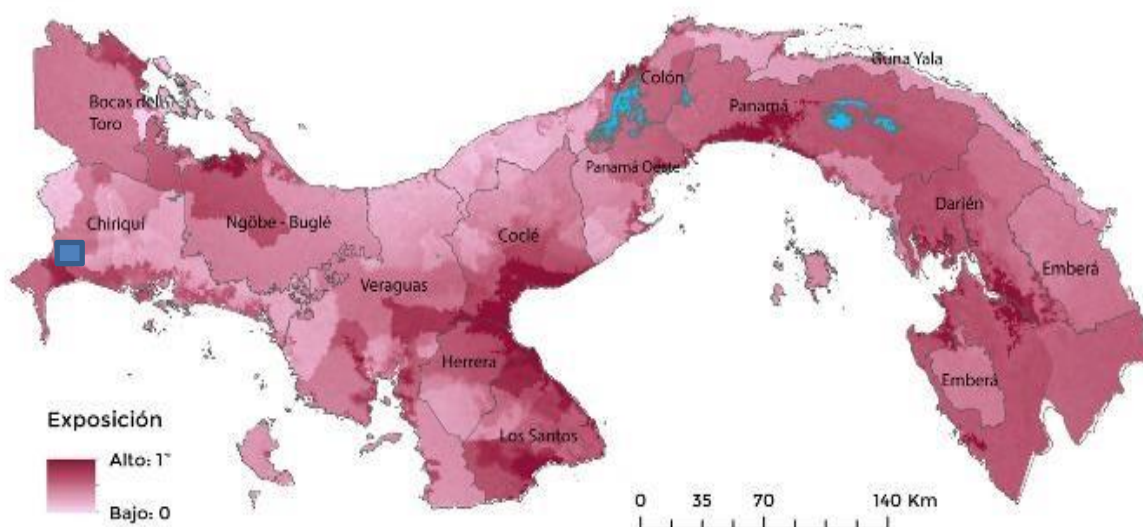 Guna Yala
Colón
Bocas del
Toro
Panamá
Panamá Oeste
Darién
Chiriquí
Ngöbe - Buglé
Coclé
Emberá
Veraguas
Herrera
Emberá
Los Santos
Exposición
Alto: 1
Bajo: 0
0 35 70 140 Km